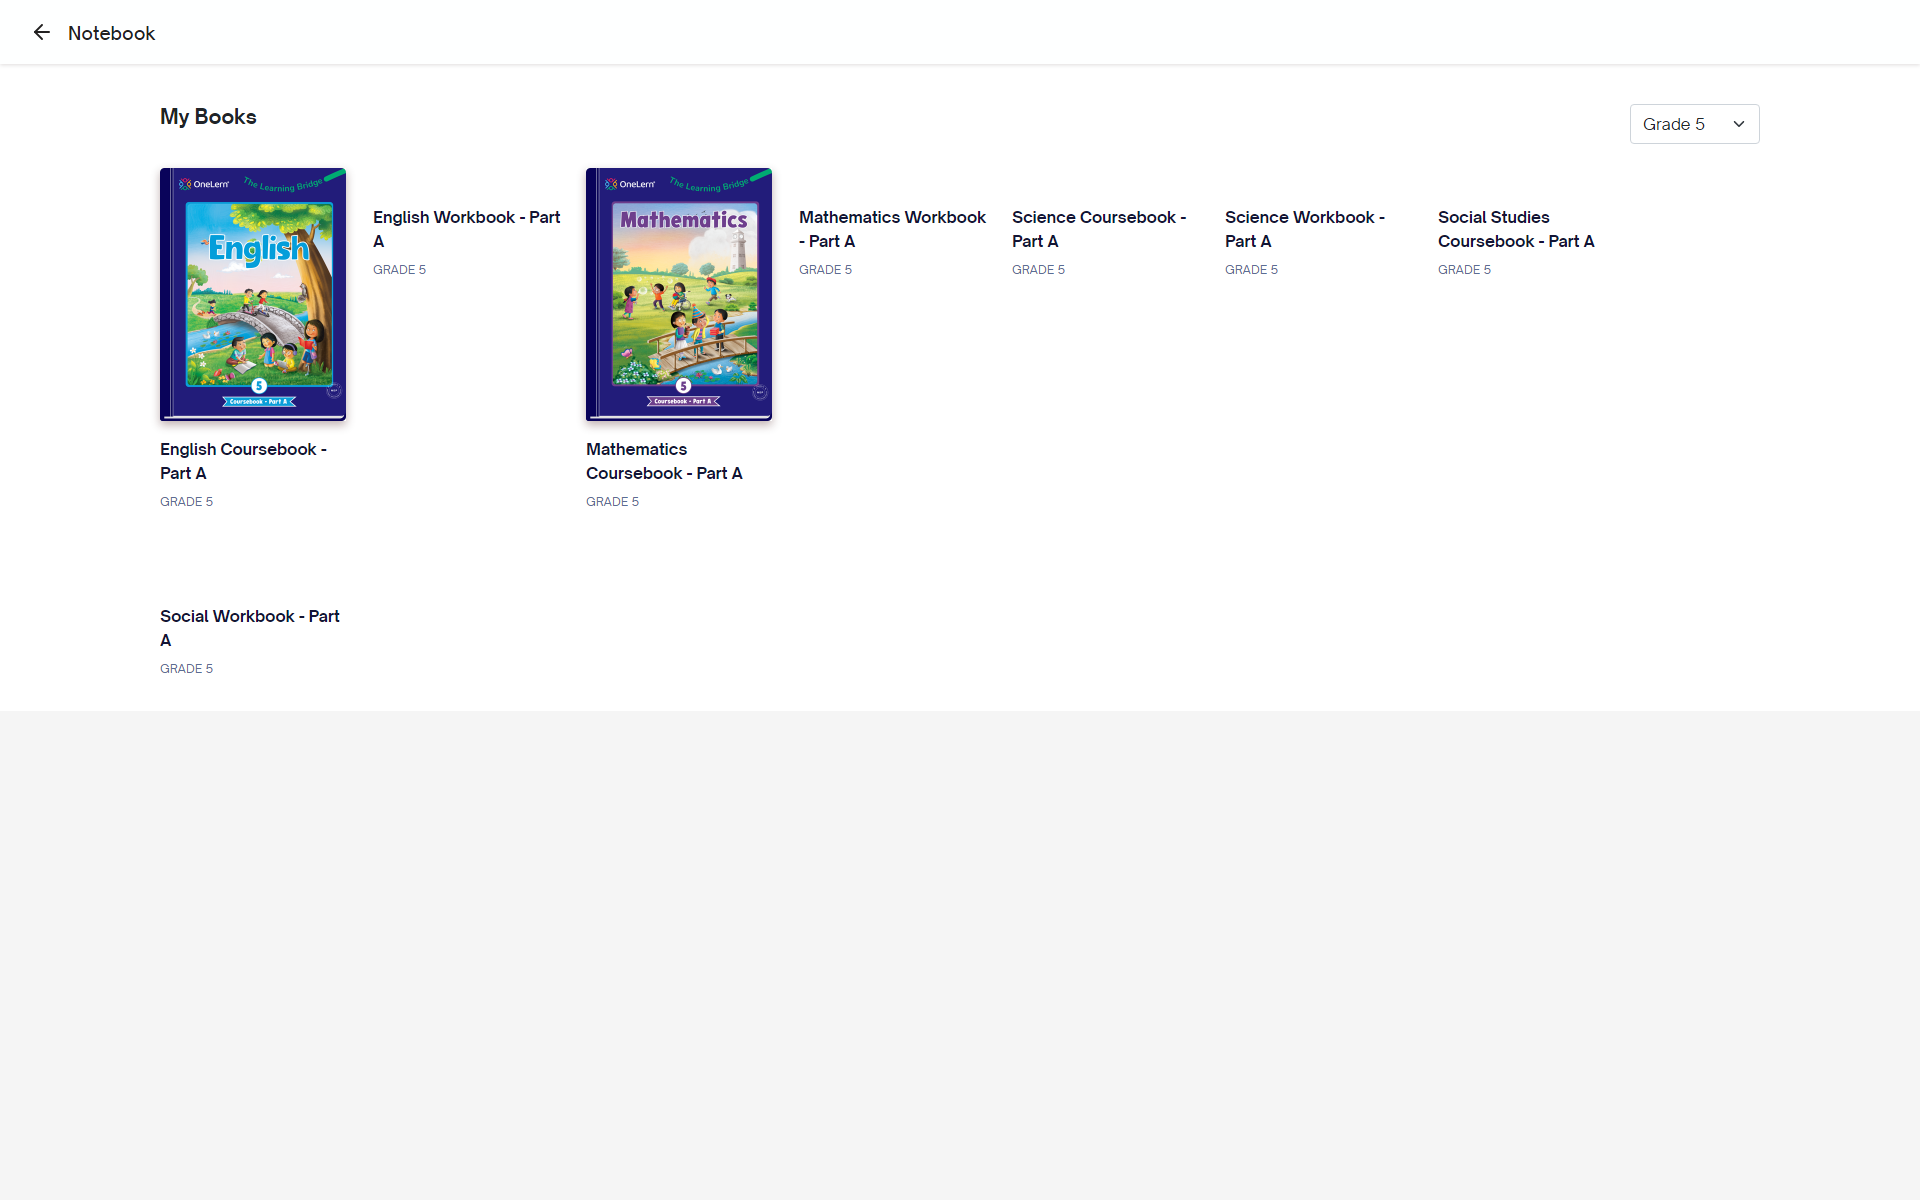 Notebook
My Books
Grade 5
OneLern
The Learning Bridge
English
5
Coursebook - Part A
English Coursebook -
Part A
GRADE 5
English Workbook - Part
A
GRADE 5
OneLern
The Learning Bridge
Mathematics
5
Coursebook - Part A
Mathematics
Coursebook - Part A
GRADE 5
Mathematics Workbook
- Part A
GRADE 5
Science Coursebook -
Part A
GRADE 5
Science Workbook -
Part A
GRADE 5
Social Studies
Coursebook - Part A
GRADE 5
Social Workbook - Part
A
GRADE 5